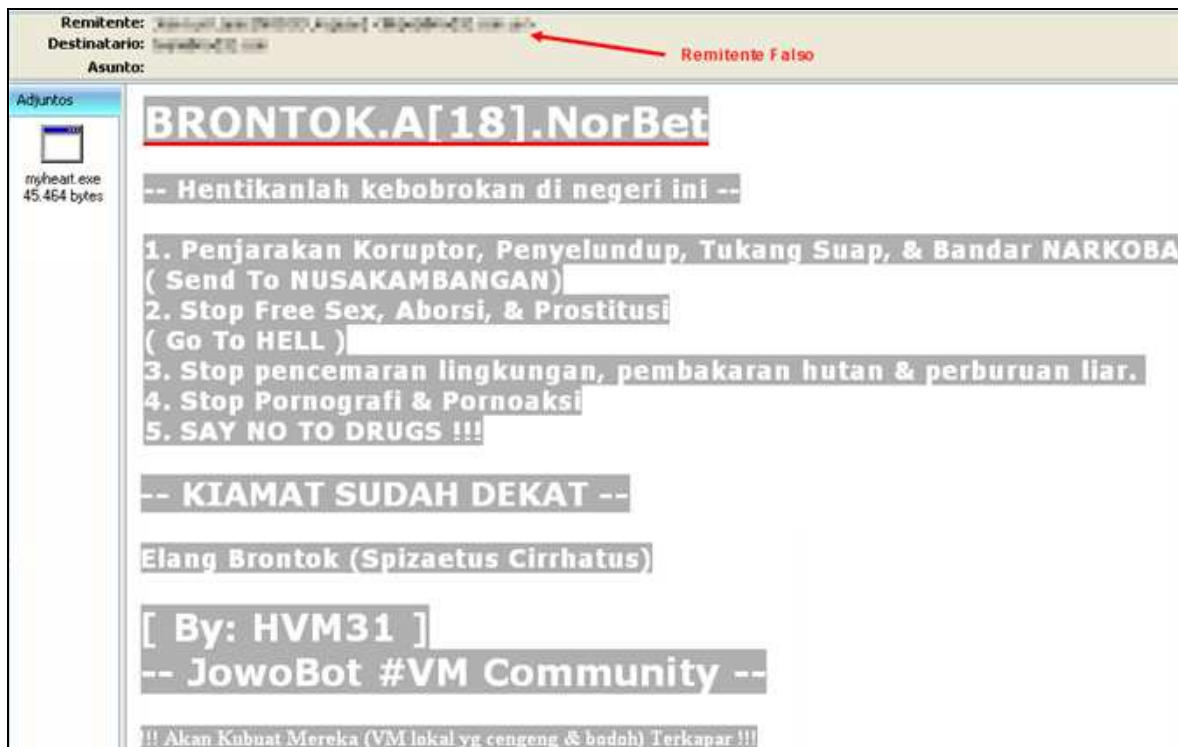 Remitente:
Remitente Falso
Destinatario:
Asunto:
Adjuntos
myheart.exe
45.464 bytes
BRONTOK.A[18].NorBet
-- Hentikanlah kebobrokan di negeri ini --
1. Penjarakan Koruptor, Penyelundup, Tukang Suap, & Bandar NARKOBA
( Send To NUSAKAMBANGAN)
2. Stop Free Sex, Aborsi, & Prostitusi
( Go To HELL )
3. Stop pencemaran lingkungan, pembakaran hutan & perburuan liar.
4. Stop Pornografi & Pornoaksi
5. SAY NO TO DRUGS !!!
-- KIAMAT SUDAH DEKAT --
Elang Brontok (Spizaetus Cirrhatus)
[ By: HVM31 ]
-- JowoBot #VM Community --
!!! Akan Kubuat Mereka (VM lokal yg cengeng & bodoh) Terkapar !!!